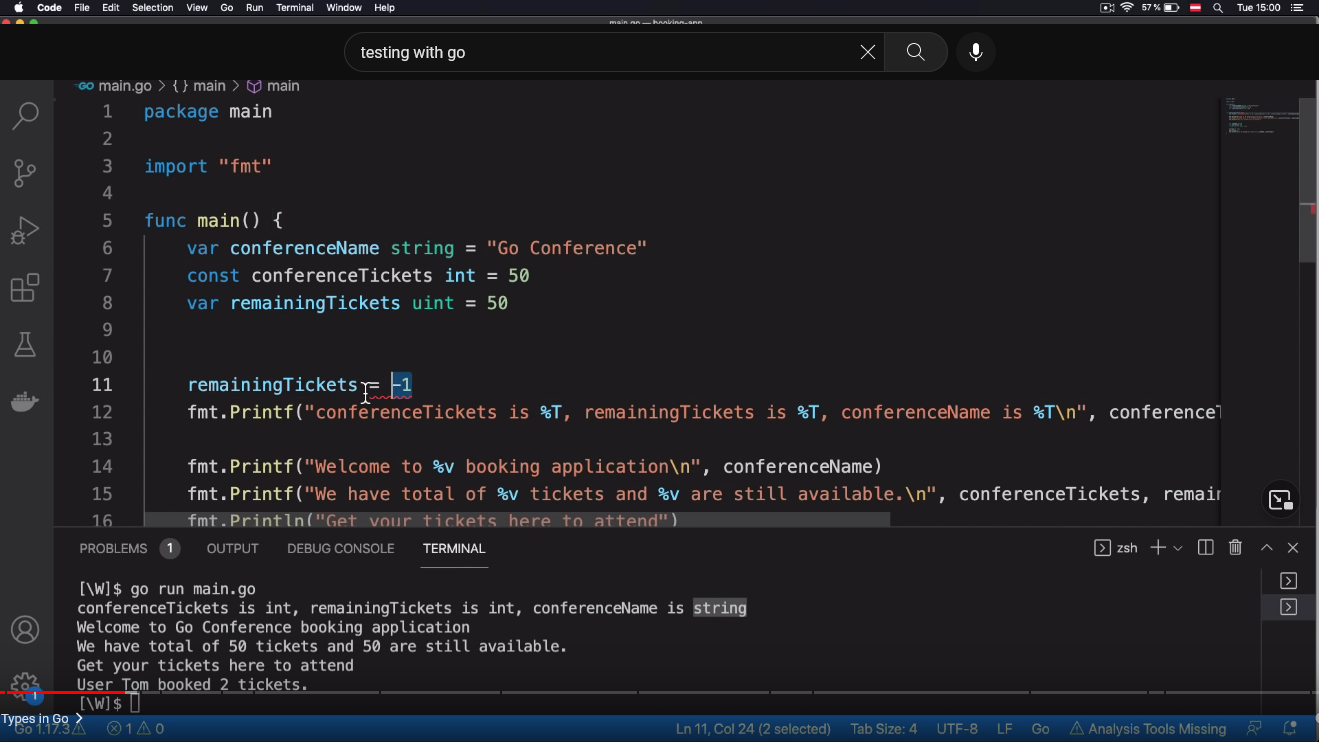 Code File Edit Selection View Go Run Terminal Window Help 57% Tue 15:00
main.go — booking-app
testing with go
main.go > {} main > main
1 package main
2
3 import "fmt"
4
5 func main() {
6 var conferenceName string = "Go Conference"
7 const conferenceTickets int = 50
8 var remainingTickets uint = 50
9
10
11 remainingTickets = -1
12 fmt.Printf("conferenceTickets is %T, remainingTickets is %T, conferenceName is %T\n", conferenceT
13
14 fmt.Printf("Welcome to %v booking application\n", conferenceName)
15 fmt.Printf("We have total of %v tickets and %v are still available.\n", conferenceTickets, remain
16 fmt.Println("Get your tickets here to attend")
PROBLEMS 1 OUTPUT DEBUG CONSOLE TERMINAL zsh
[\W]$ go run main.go
conferenceTickets is int, remainingTickets is int, conferenceName is string
Welcome to Go Conference booking application
We have total of 50 tickets and 50 are still available.
Get your tickets here to attend
User Tom booked 2 tickets.
[\W]$
1
Types in Go >
Go 1.17.3 1 0 Ln 11, Col 24 (2 selected) Tab Size: 4 UTF-8 LF Go Analysis Tools Missing